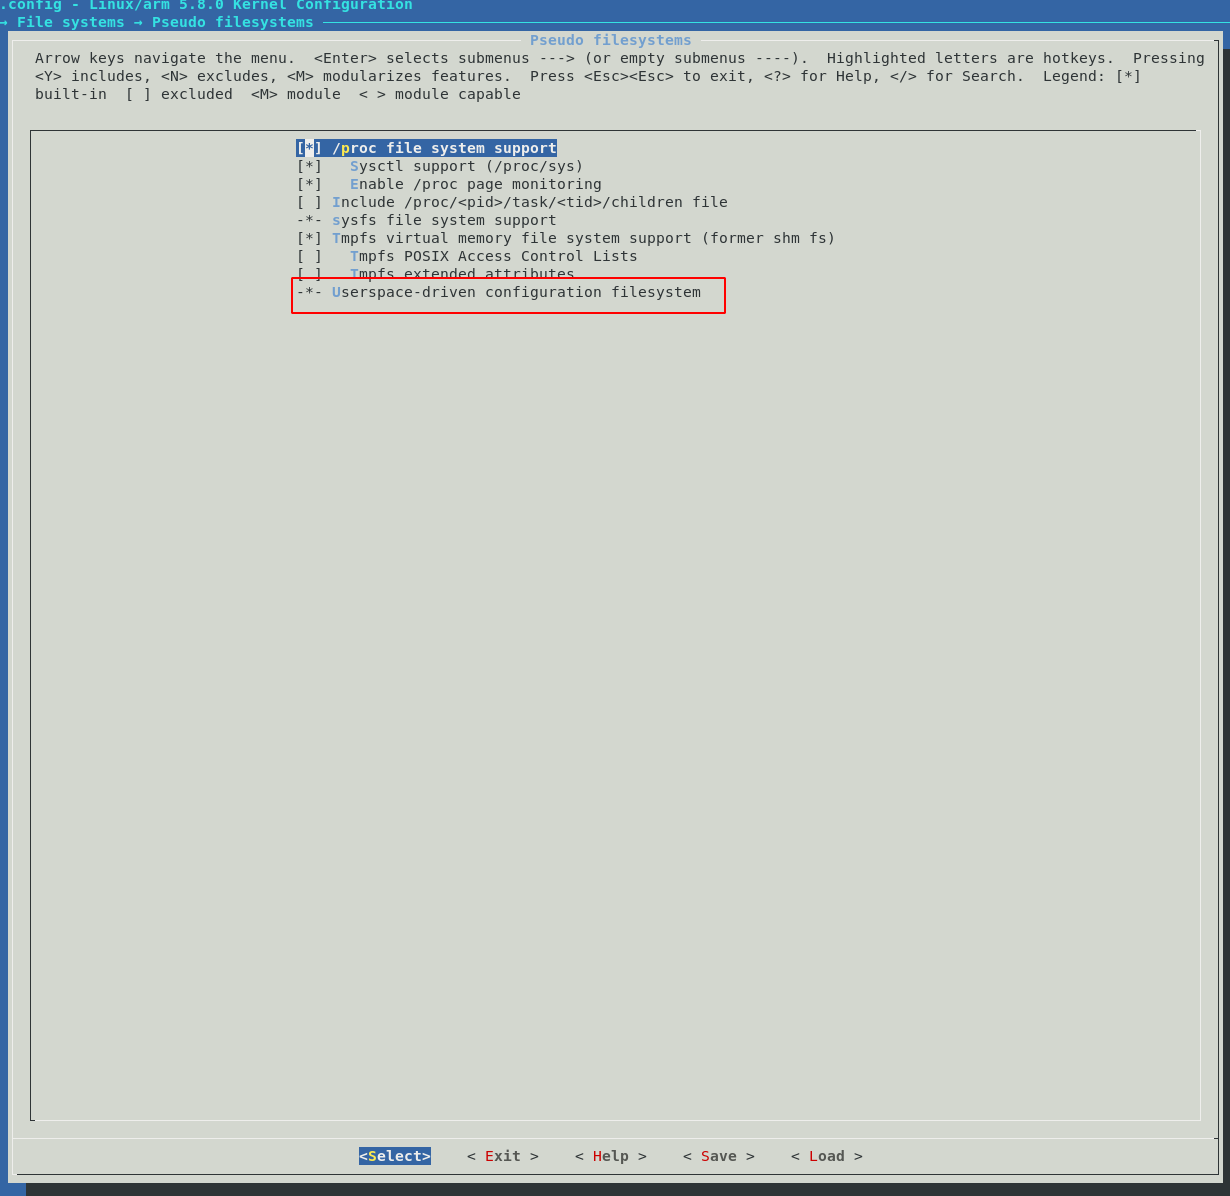 .config - Linux/arm 5.8.0 Kernel Configuration
→ File systems → Pseudo filesystems
Pseudo filesystems
Arrow keys navigate the menu.  <Enter> selects submenus ---> (or empty submenus ----).  Highlighted letters are hotkeys.  Pressing
<Y> includes, <N> excludes, <M> modularizes features.  Press <Esc><Esc> to exit, <?> for Help, </> for Search.  Legend: [*]
built-in  [ ] excluded  <M> module  < > module capable
[*] /proc file system support
[*]   Sysctl support (/proc/sys)
[*]   Enable /proc page monitoring
[ ] Include /proc/<pid>/task/<tid>/children file
-*- sysfs file system support
[*] Tmpfs virtual memory file system support (former shm fs)
[ ]   Tmpfs POSIX Access Control Lists
[ ]   Tmpfs extended attributes
-*- Userspace-driven configuration filesystem
<Select>    < Exit >    < Help >    < Save >    < Load >